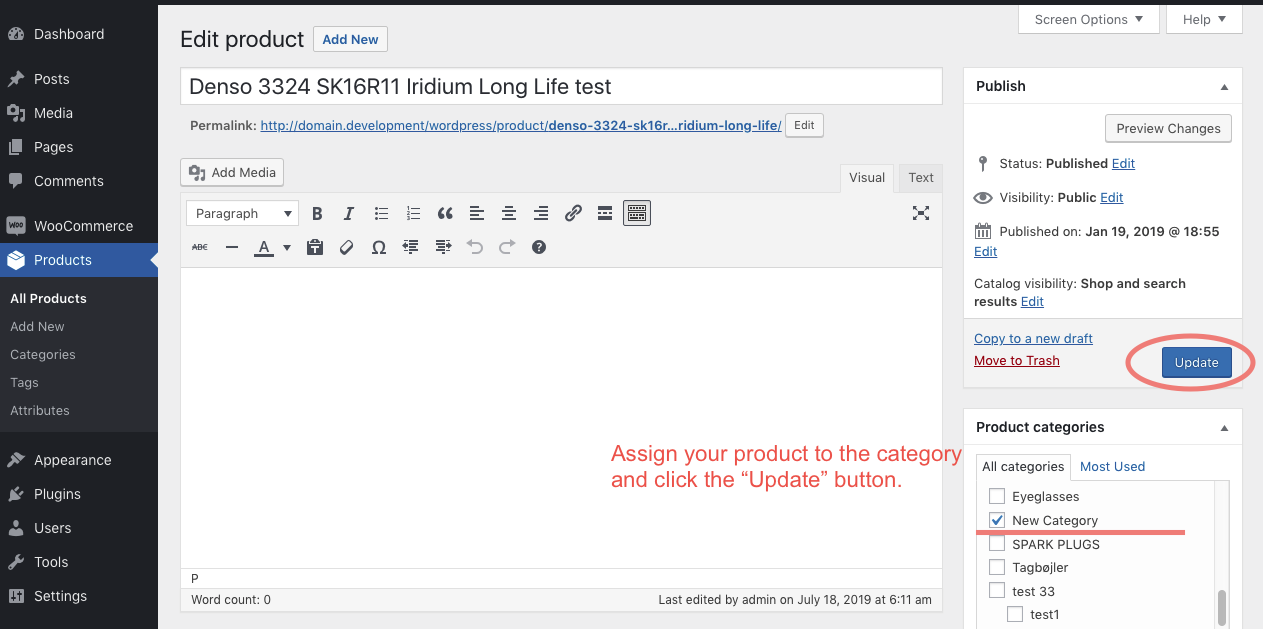 Screen Options
Help
Dashboard
Posts
Media
Pages
Comments
WooCommerce
Products
All Products
Add New
Categories
Tags
Attributes
Appearance
Plugins
Users
Tools
Settings
Edit product
Add New
Denso 3324 SK16R11 Iridium Long Life test
Permalink: http://domain.development/wordpress/product/denso-3324-sk16r...ridium-long-life/ Edit
Add Media
Visual
Text
Paragraph
B
I
ABC
A
Assign your product to the category
and click the “Update” button.
P
Word count: 0
Last edited by admin on July 18, 2019 at 6:11 am
Publish
Preview Changes
Status: Published Edit
Visibility: Public Edit
Published on: Jan 19, 2019 @ 18:55
Edit
Catalog visibility: Shop and search
results Edit
Copy to a new draft
Move to Trash
Update
Product categories
All categories
Most Used
Eyeglasses
New Category
SPARK PLUGS
Tagbøjler
test 33
test1